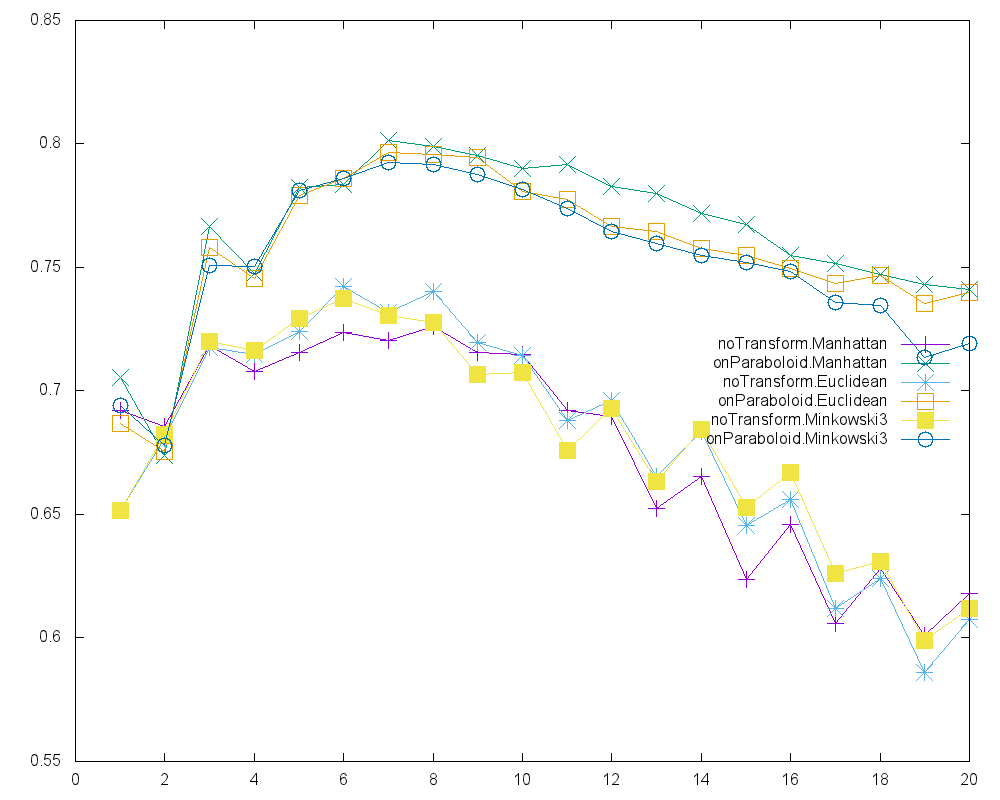 0.85
0.8
0.75
0.7
0.65
0.6
0.55
noTransform.Manhattan
onParaboloid.Manhattan
noTransform.Euclidean
onParaboloid.Euclidean
noTransform.Minkowski3
onParaboloid.Minkowski3
0 2 4 6 8 10 12 14 16 18 20